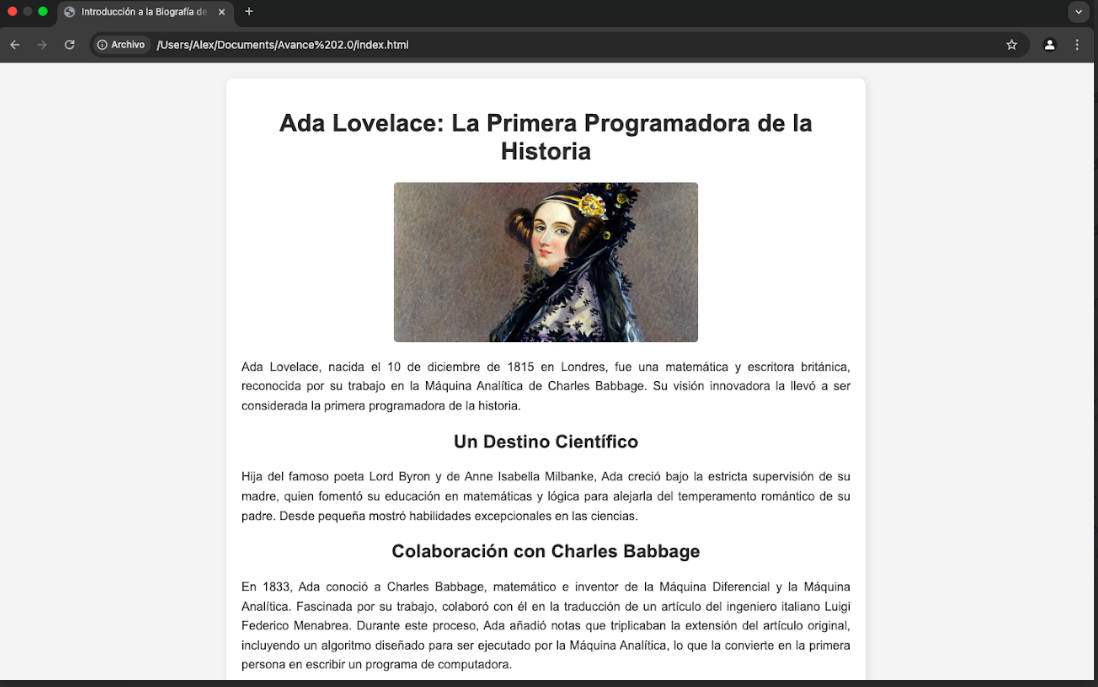 Introducción a la Biografía de
Archivo /Users/Alex/Documents/Avance%202.0/index.html
Ada Lovelace: La Primera Programadora de la
Historia
Ada Lovelace, nacida el 10 de diciembre de 1815 en Londres, fue una matemática y escritora británica,
reconocida por su trabajo en la Máquina Analítica de Charles Babbage. Su visión innovadora la llevó a ser
considerada la primera programadora de la historia.
Un Destino Científico
Hija del famoso poeta Lord Byron y de Anne Isabella Milbanke, Ada creció bajo la estricta supervisión de su
madre, quien fomentó su educación en matemáticas y lógica para alejarla del temperamento romántico de su
padre. Desde pequeña mostró habilidades excepcionales en las ciencias.
Colaboración con Charles Babbage
En 1833, Ada conoció a Charles Babbage, matemático e inventor de la Máquina Diferencial y la Máquina
Analítica. Fascinada por su trabajo, colaboró con él en la traducción de un artículo del ingeniero italiano Luigi
Federico Menabrea. Durante este proceso, Ada añadió notas que triplicaban la extensión del artículo original,
incluyendo un algoritmo diseñado para ser ejecutado por la Máquina Analítica, lo que la convierte en la primera
persona en escribir un programa de computadora.